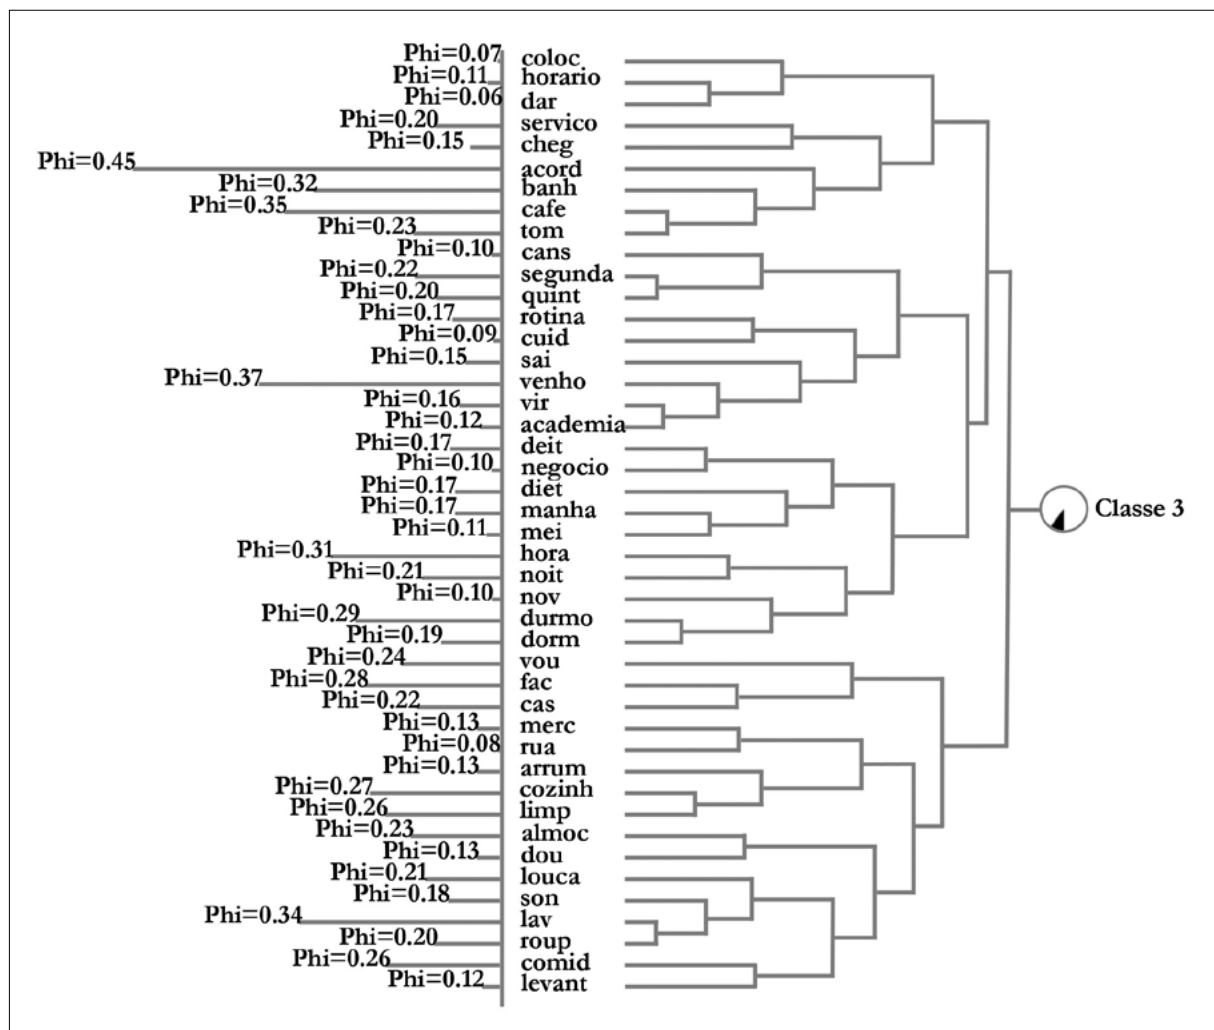 Phi=0.07 coloc
Phi=0.11 horario
Phi=0.06 dar
Phi=0.20 servico
Phi=0.15 cheg
Phi=0.45 acord
Phi=0.32 banh
Phi=0.35 cafe
Phi=0.23 tom
Phi=0.10 cans
Phi=0.22 segunda
Phi=0.20 quint
Phi=0.17 rotina
Phi=0.09 cuid
Phi=0.15 sai
Phi=0.37 venho
Phi=0.16 vir
Phi=0.12 academia
Phi=0.17 deit
Phi=0.10 negocio
Phi=0.17 diet
Phi=0.17 manha
Phi=0.11 mei
Classe 3
Phi=0.31 hora
Phi=0.21 noit
Phi=0.10 nov
Phi=0.29 durmo
Phi=0.19 dorm
Phi=0.24 vou
Phi=0.28 fac
Phi=0.22 cas
Phi=0.13 merc
Phi=0.08 rua
Phi=0.13 arrum
Phi=0.27 cozinh
Phi=0.26 limp
Phi=0.23 almoc
Phi=0.13 dou
Phi=0.21 louca
Phi=0.18 son
Phi=0.34 lav
Phi=0.20 roup
Phi=0.26 comid
Phi=0.12 levant